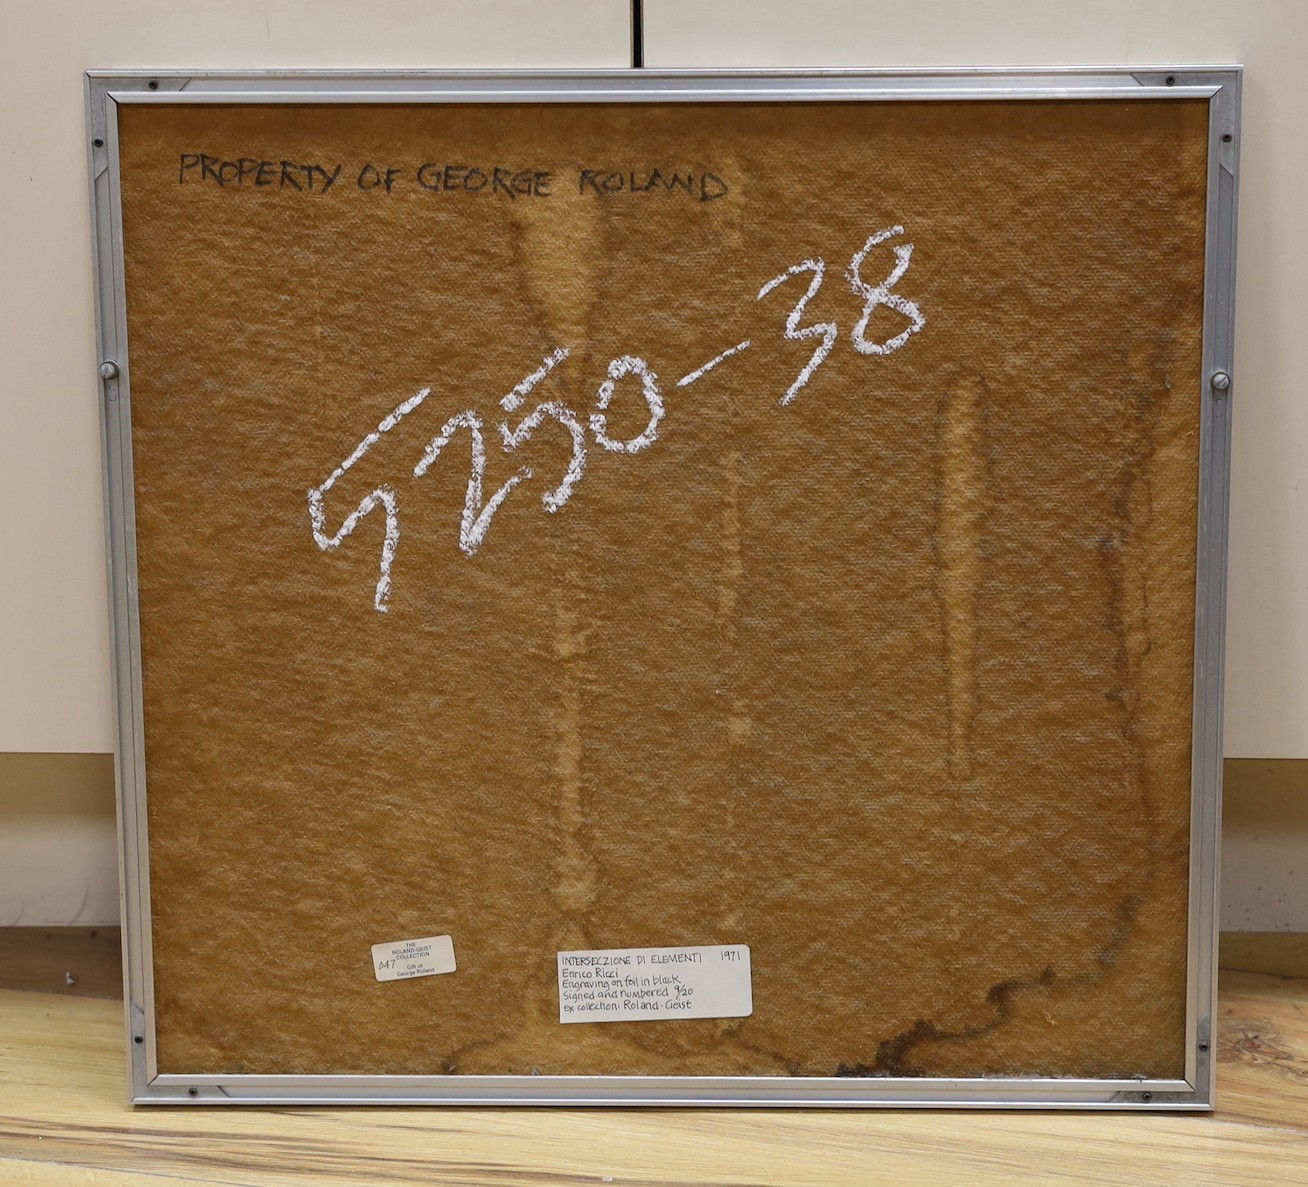 PROPERTY OF GEORGE ROLAND
5250-38
THE
ROLAND-GEIST
COLLECTION
047
Gift of
George Roland
INTERSECZIONE DI ELEMENTI 1971
Enrico Ricci
Engraving on foil in black
Signed and numbered 9/20
ex collection: Roland-Geist